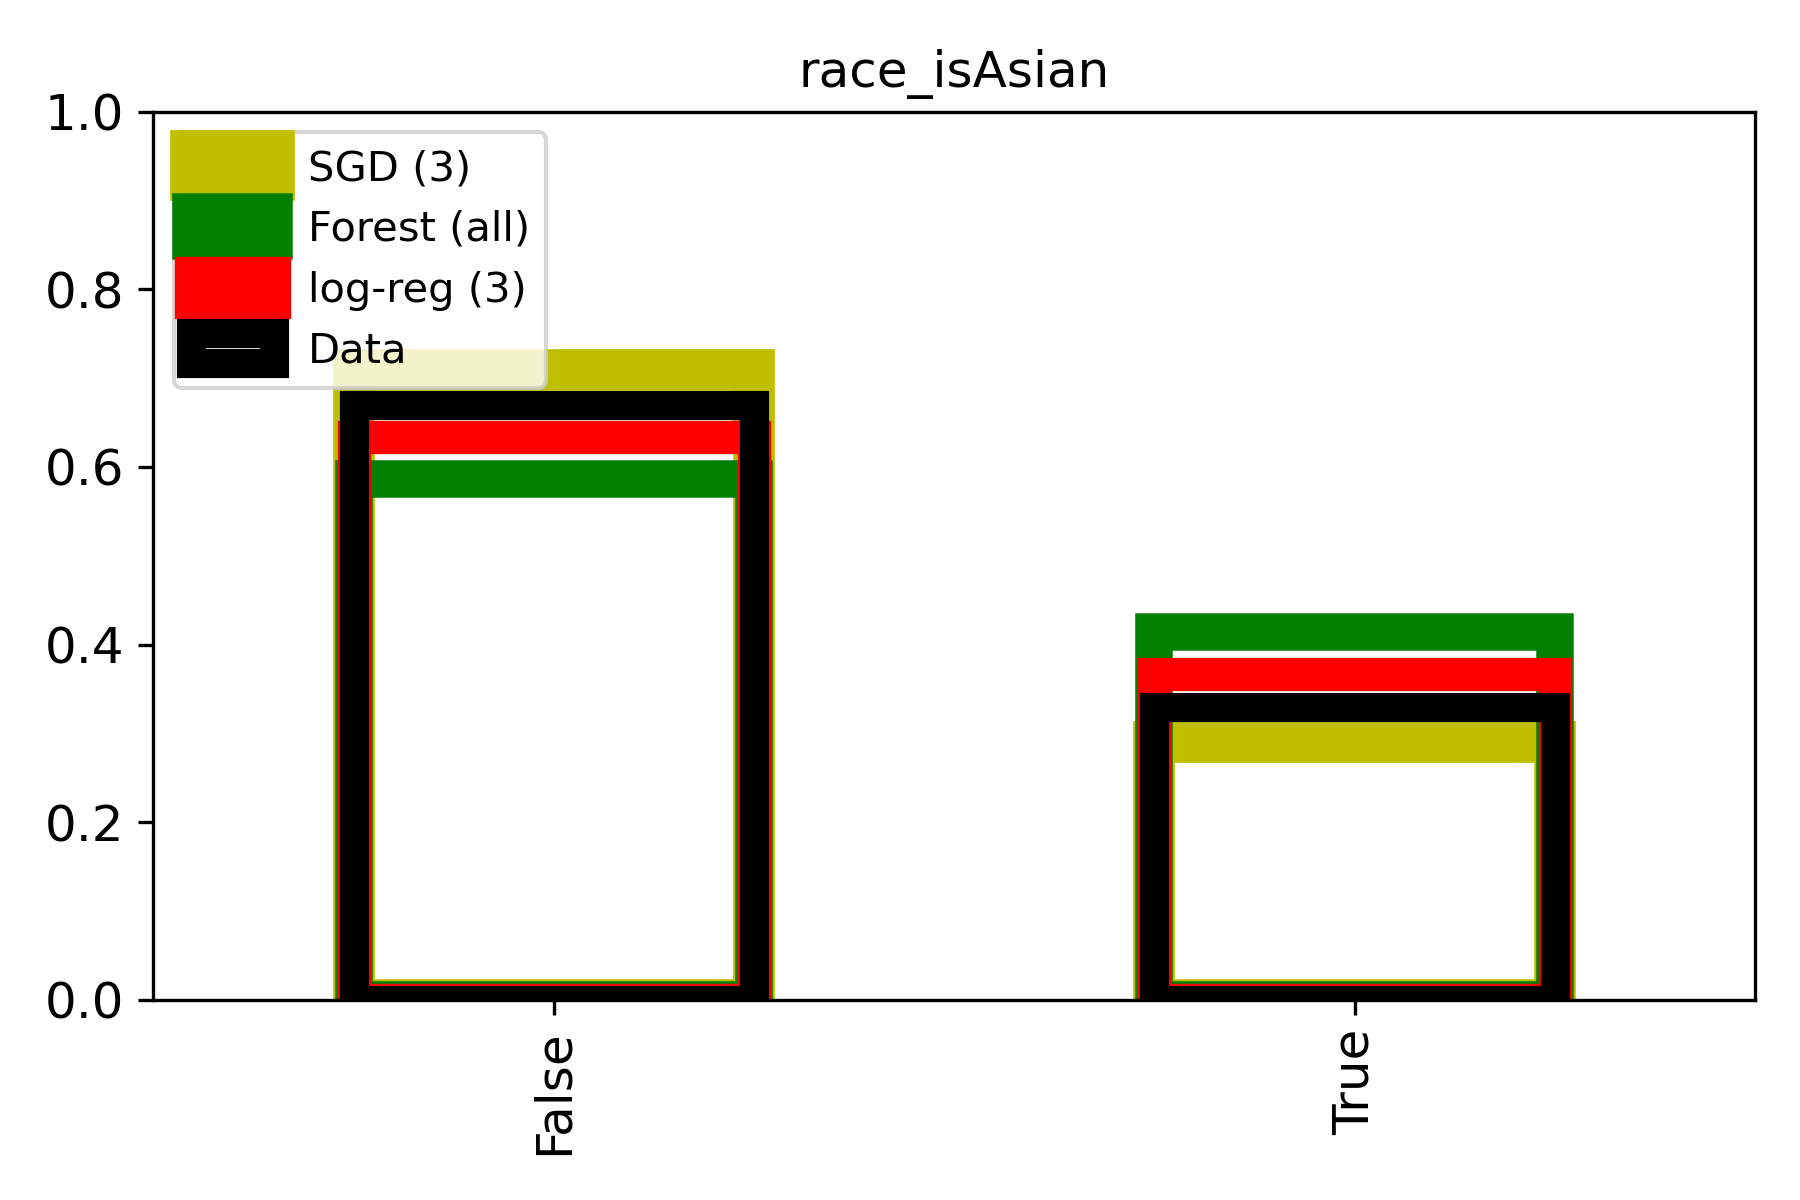 race_isAsian
1.0
0.8
0.6
0.4
0.2
0.0
SGD (3)
Forest (all)
log-reg (3)
Data
False
True